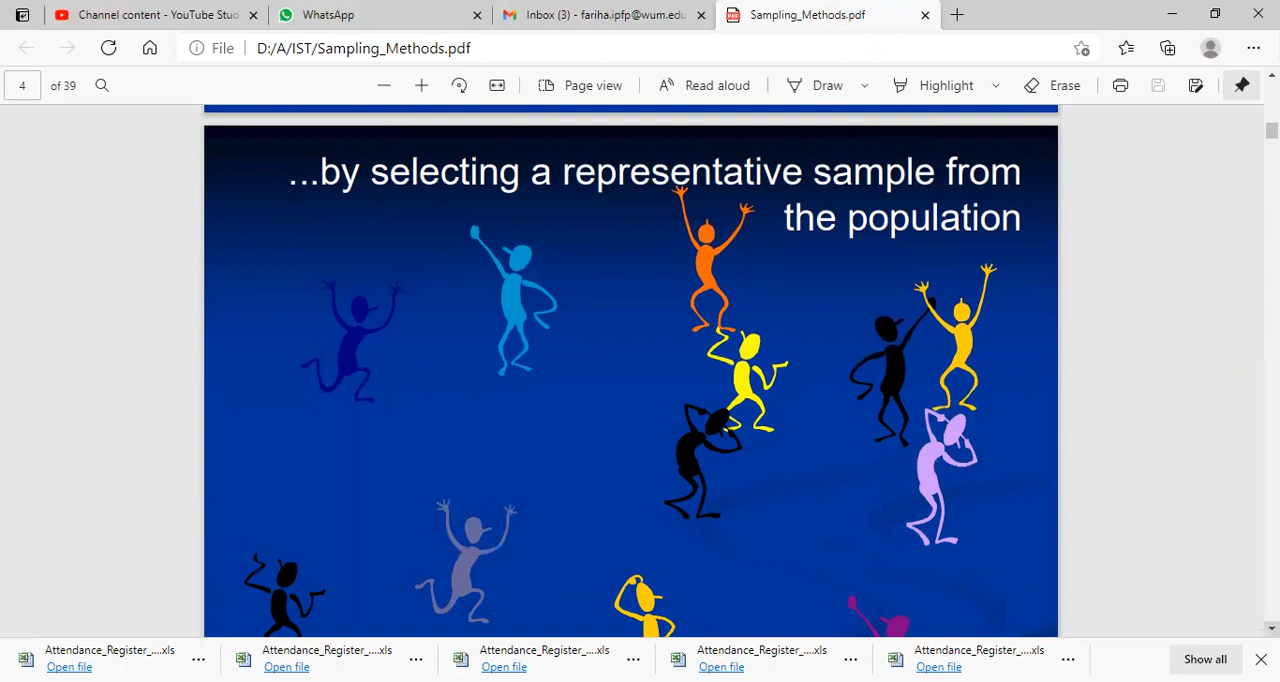 Channel content - YouTube Stud
WhatsApp
Inbox (3) - fariha.ipfp@wum.edu
Sampling_Methods.pdf
File
D:/A/IST/Sampling_Methods.pdf
4
of 39
Page view
Read aloud
Draw
Highlight
Erase
...by selecting a representative sample from
the population
Attendance_Register_....xls
Open file
Attendance_Register_....xls
Open file
Attendance_Register_....xls
Open file
Attendance_Register_....xls
Open file
Attendance_Register_....xls
Open file
Show all